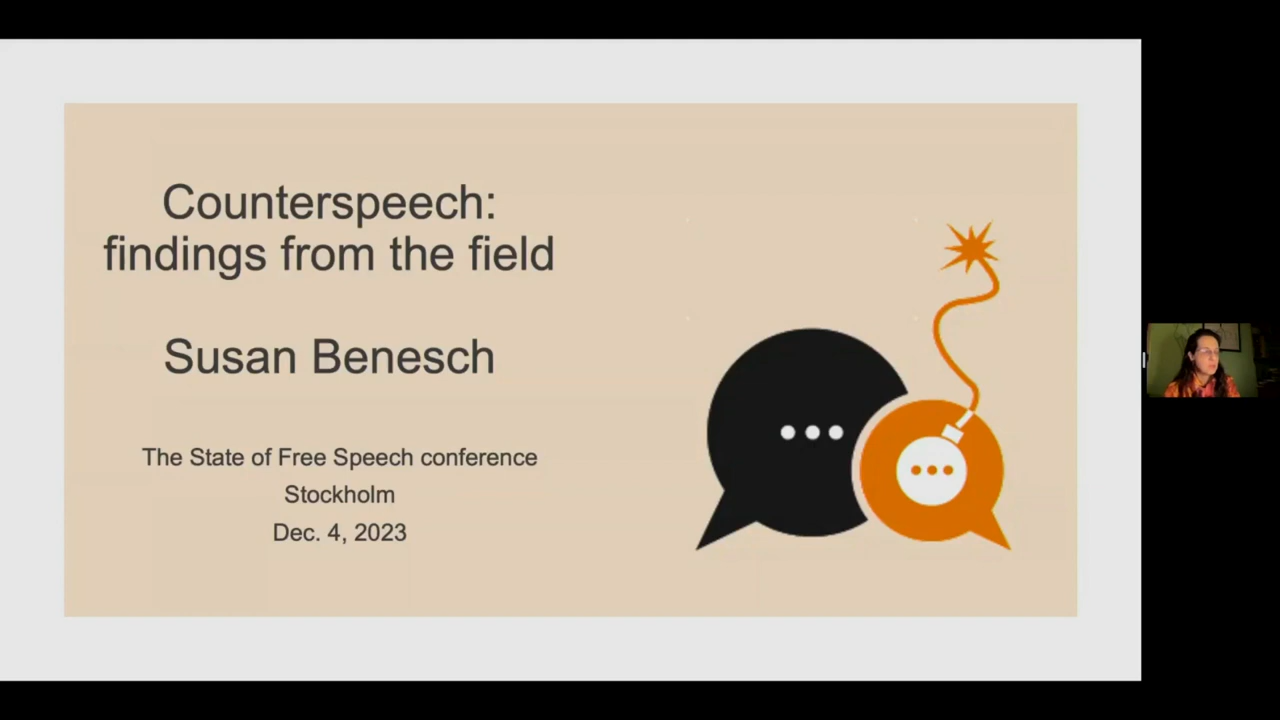 Counterspeech:
findings from the field
Susan Benesch
The State of Free Speech conference
Stockholm
Dec. 4, 2023